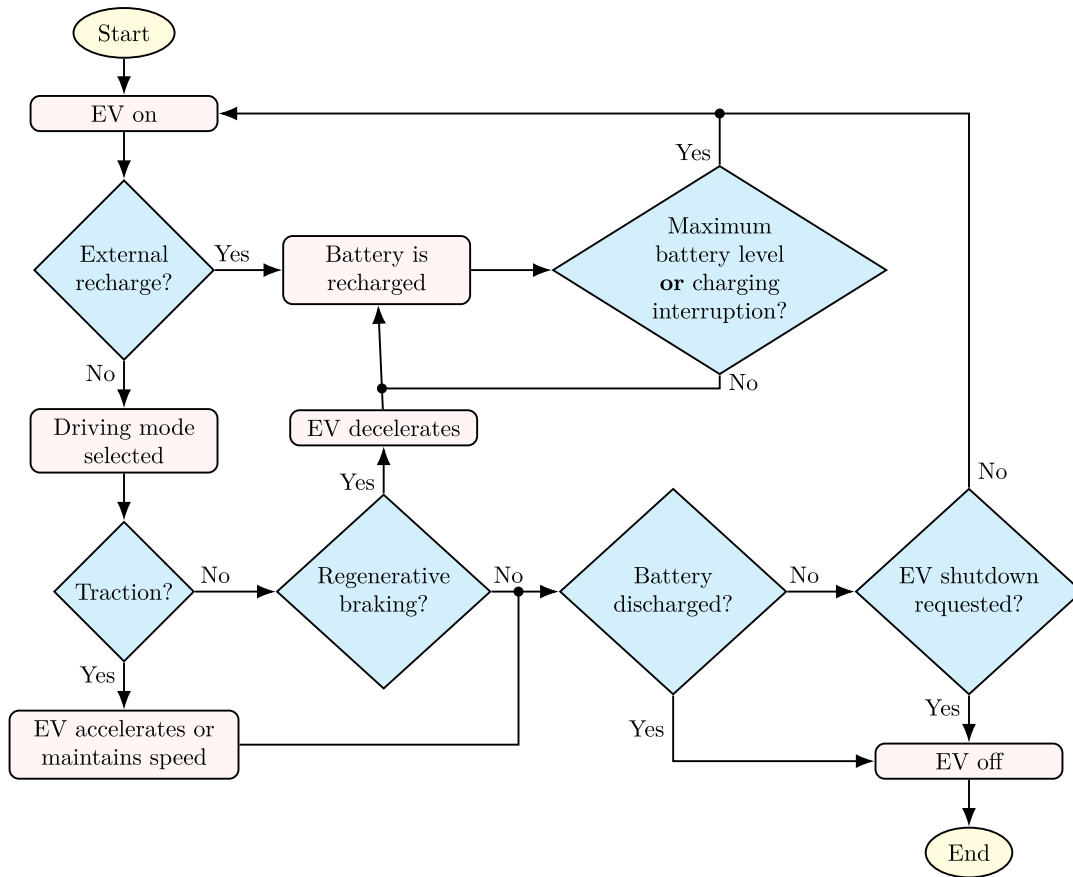 Start
EV on
External
recharge?
Yes
Battery is
recharged
Maximum
battery level
or charging
interruption?
Yes
No
No
Driving mode
selected
EV decelerates
Yes
No
Traction?
No
Regenerative
braking?
No
Battery
discharged?
No
EV shutdown
requested?
Yes
Yes
Yes
EV accelerates or
maintains speed
EV off
End